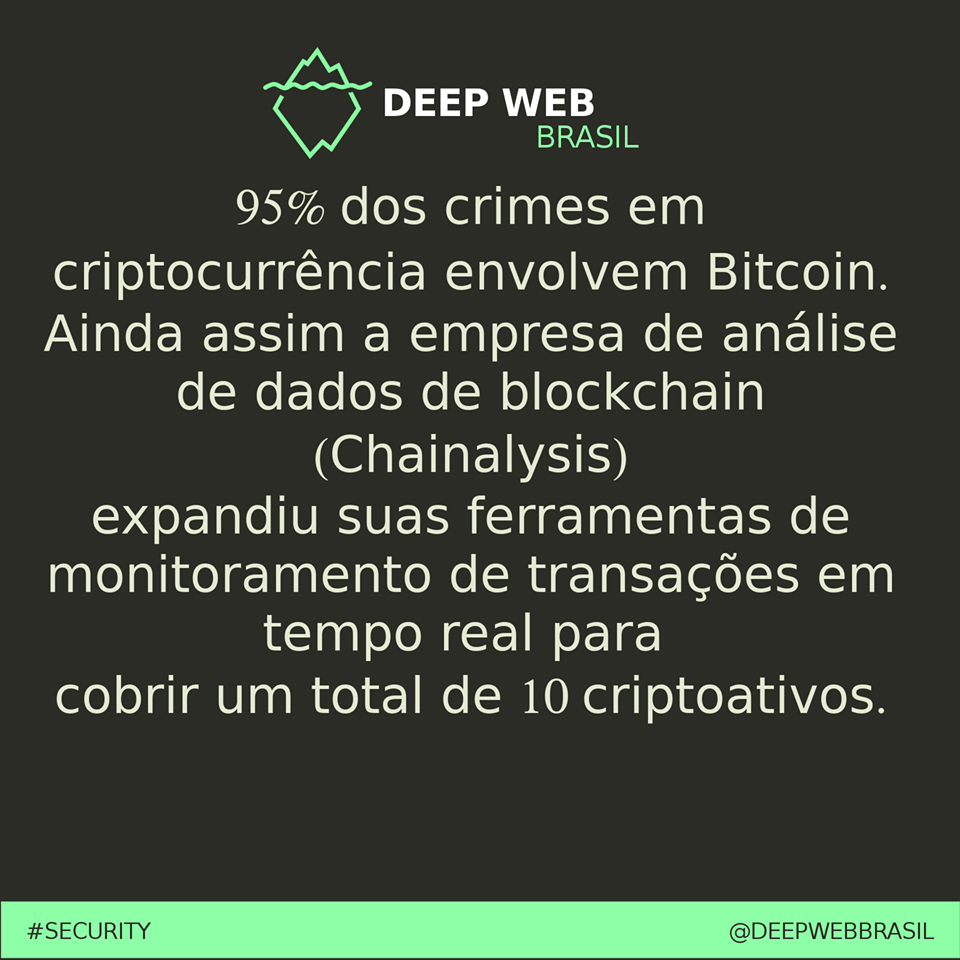 DEEP WEB
BRASIL
95% dos crimes em
criptocurrência envolvem Bitcoin.
Ainda assim a empresa de análise
de dados de blockchain
(Chainalysis)
expandiu suas ferramentas de
monitoramento de transações em
tempo real para
cobrir um total de 10 criptoativos.
#SECURITY
@DEEPWEBBRASIL